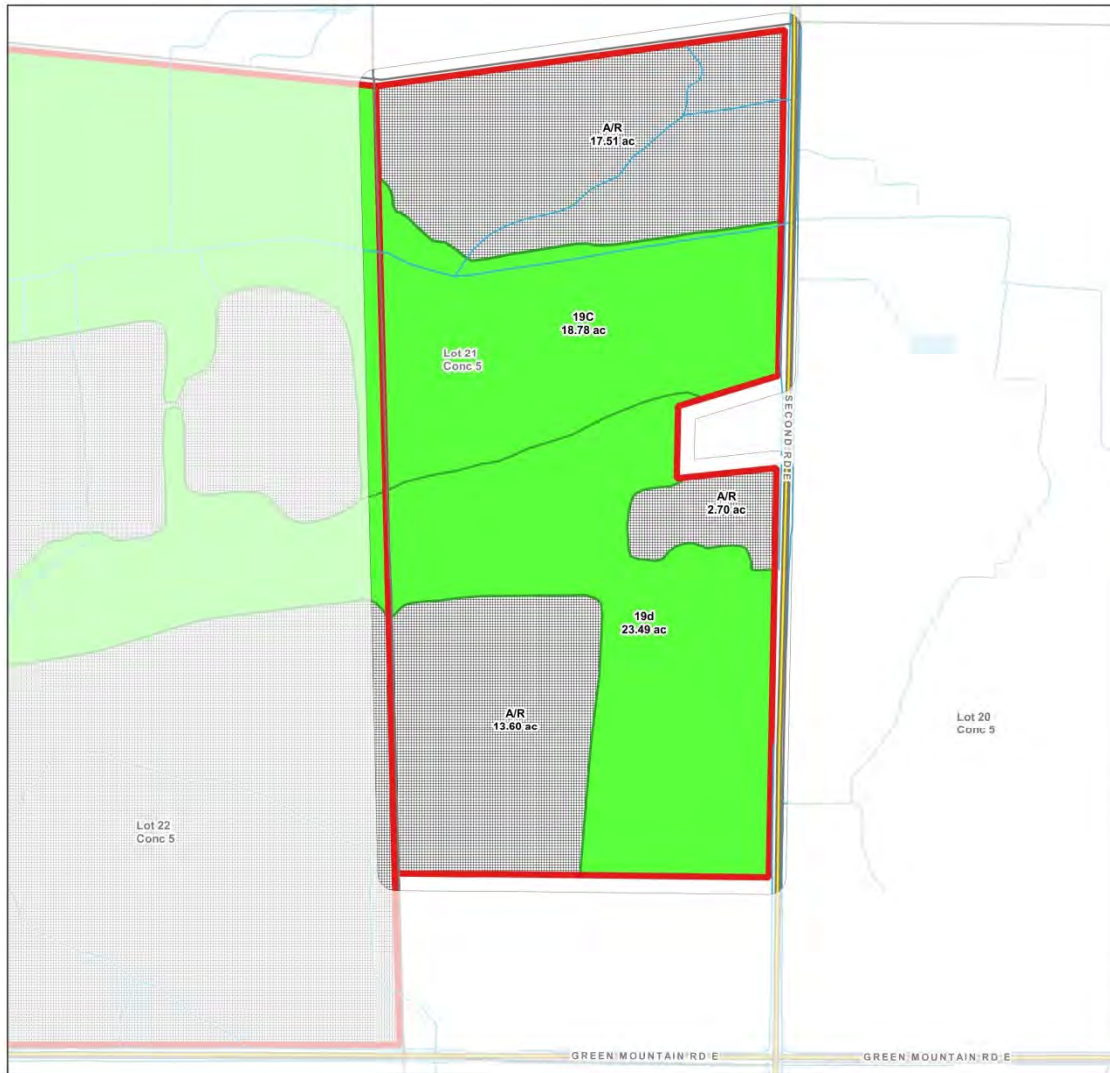 A/R
17.51 ac
19C
18.78 ac
Lot 21
Conc 5
SECOND RD E
A/R
2.70 ac
19d
23.49 ac
A/R
13.60 ac
Lot 20
Conc 5
Lot 22
Conc 5
GREEN MOUNTAIN RD E
GREEN MOUNTAIN RD E